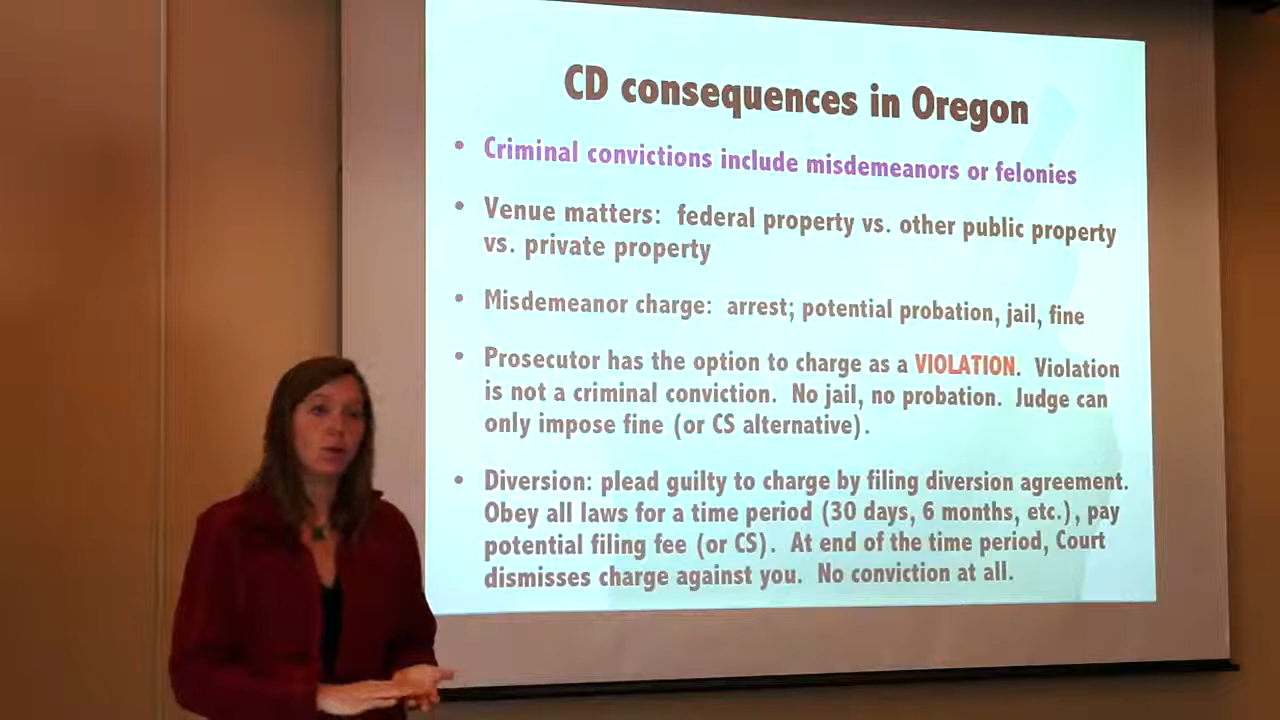 CD consequences in Oregon
• Criminal convictions include misdemeanors or felonies
• Venue matters: federal property vs. other public property
vs. private property
• Misdemeanor charge: arrest; potential probation, jail, fine
• Prosecutor has the option to charge as a VIOLATION. Violation
is not a criminal conviction. No jail, no probation. Judge can
only impose fine (or CS alternative).
• Diversion: plead guilty to charge by filing diversion agreement.
Obey all laws for a time period (30 days, 6 months, etc.), pay
potential filing fee (or CS). At end of the time period, Court
dismisses charge against you. No conviction at all.